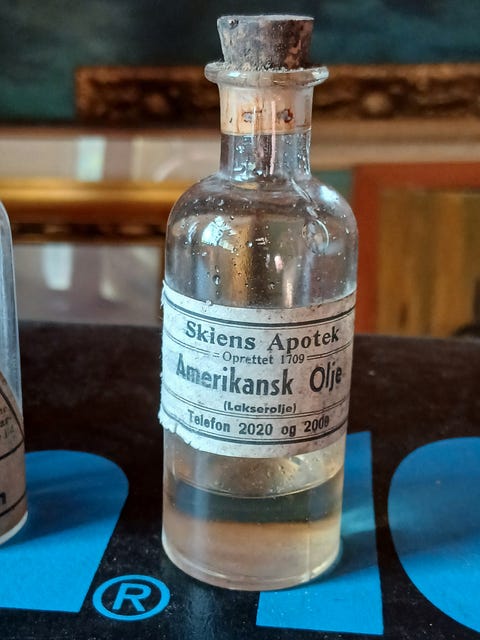 Skiens Apotek
Oprettet 1709
Amerikansk Olje
(Lakserolje)
Telefon 2020 og 2009
®